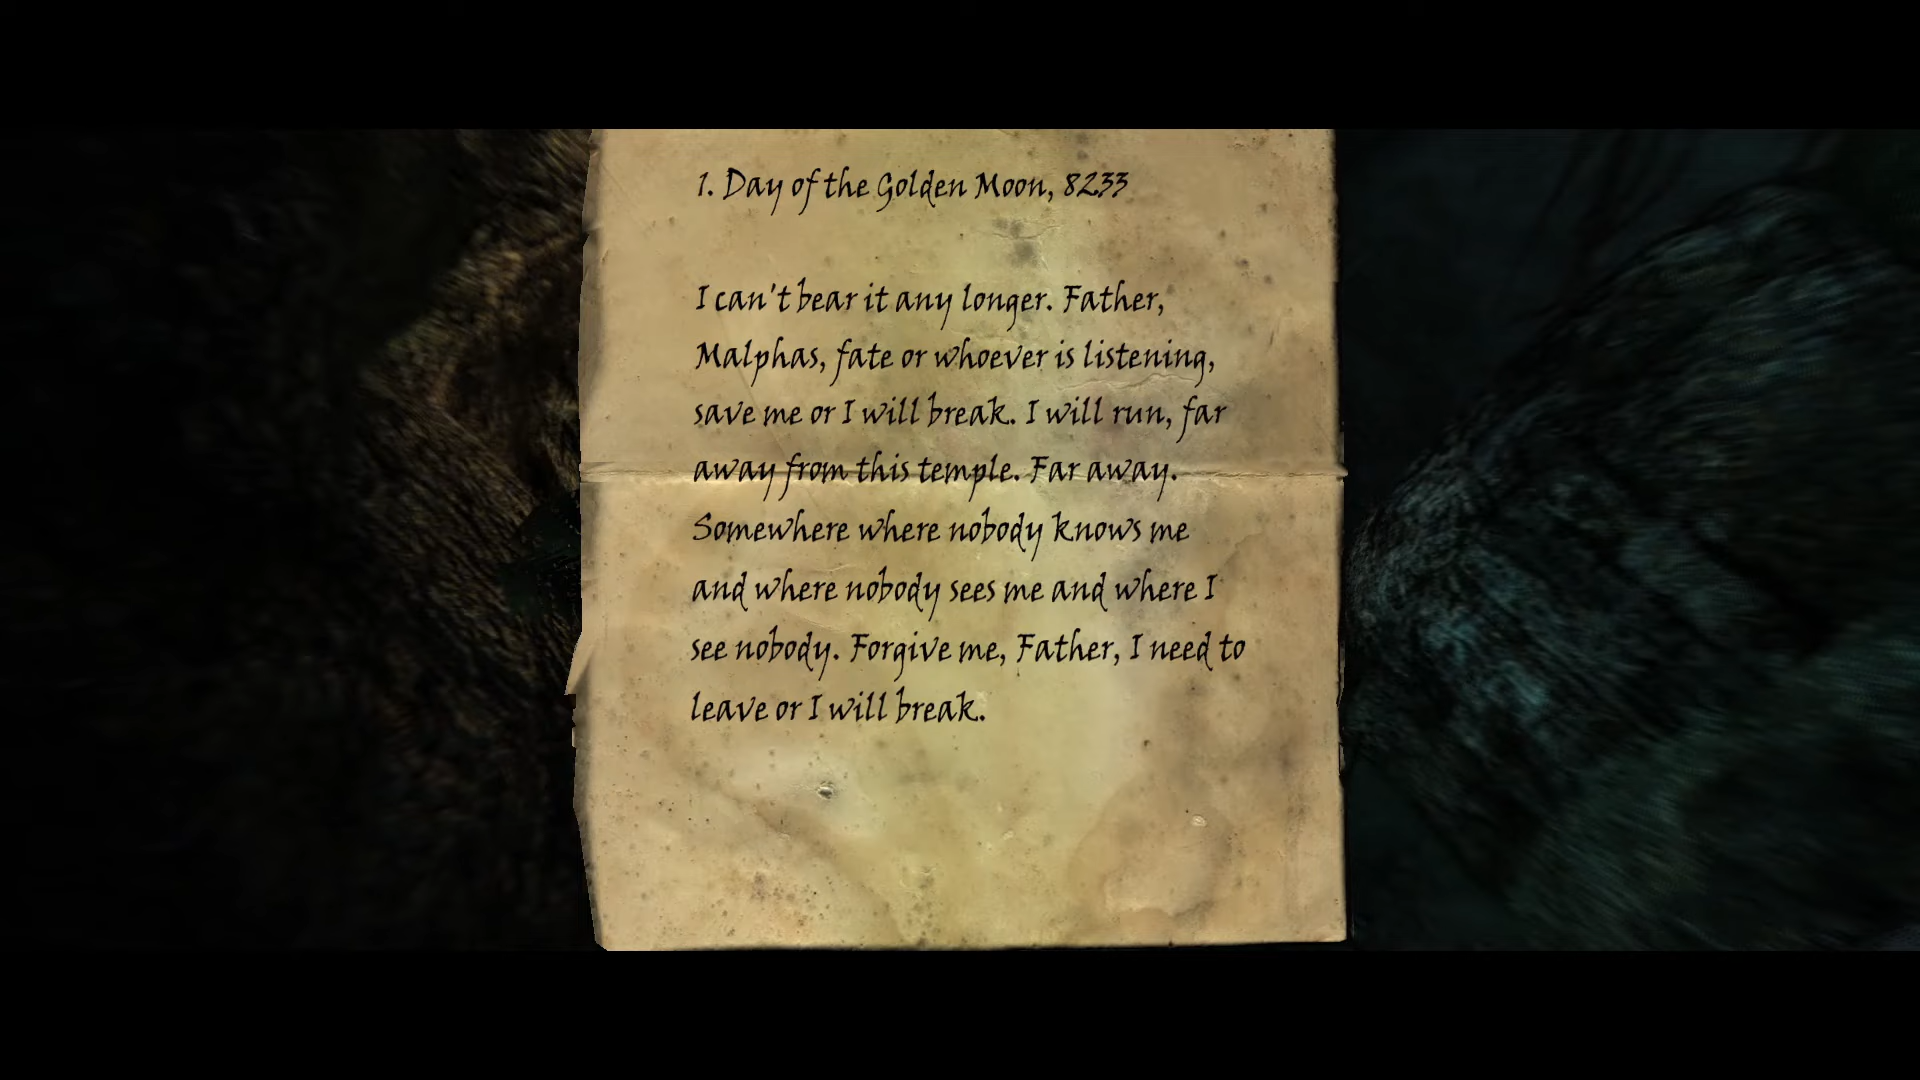 1. Day of the Golden Moon, 8233
I can't bear it any longer. Father,
Malphas, fate or whoever is listening,
save me or I will break. I will run, far
away from this temple. Far away.
Somewhere where nobody knows me
and where nobody sees me and where I
see nobody. Forgive me, Father, I need to
leave or I will break.